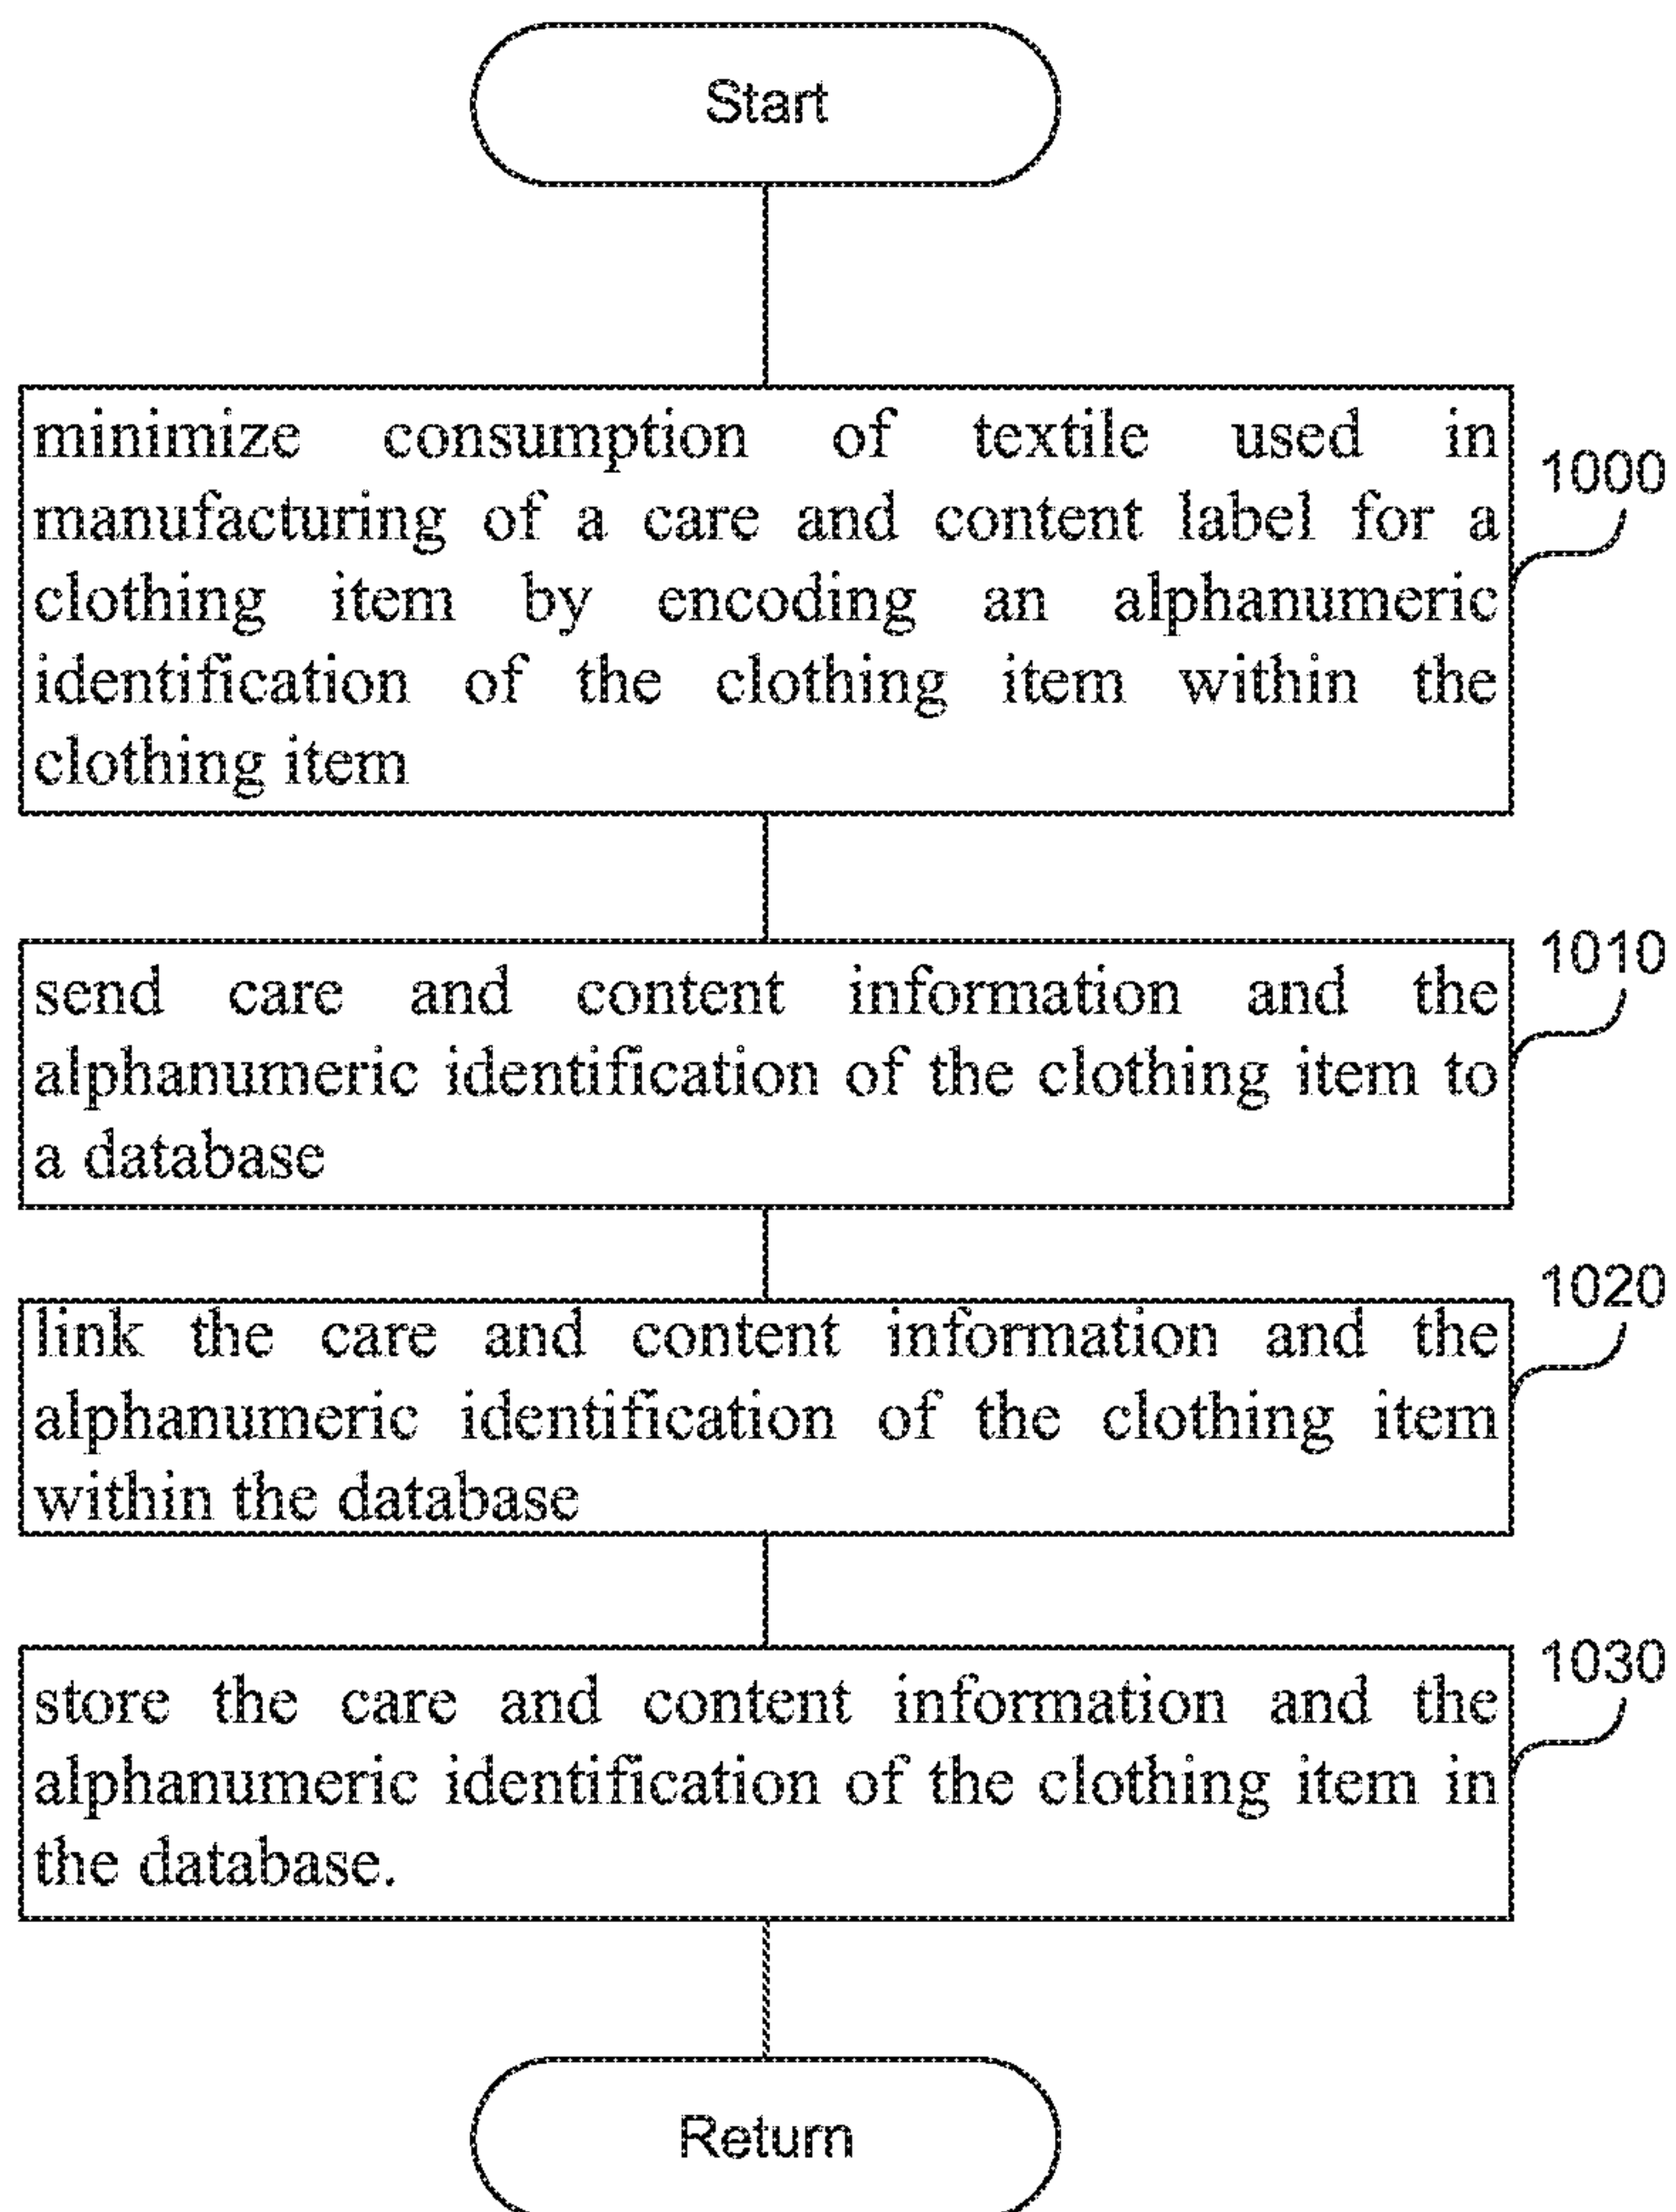 Start
minimize consumption of textile used in
manufacturing of a care and content label for a
clothing item by encoding an alphanumeric
identification of the clothing item within the
clothing item
1000
send care and content information and the
alphanumeric identification of the clothing item to
a database
1010
link the care and content information and the
alphanumeric identification of the clothing item
within the database
1020
store the care and content information and the
alphanumeric identification of the clothing item in
the database.
1030
Return